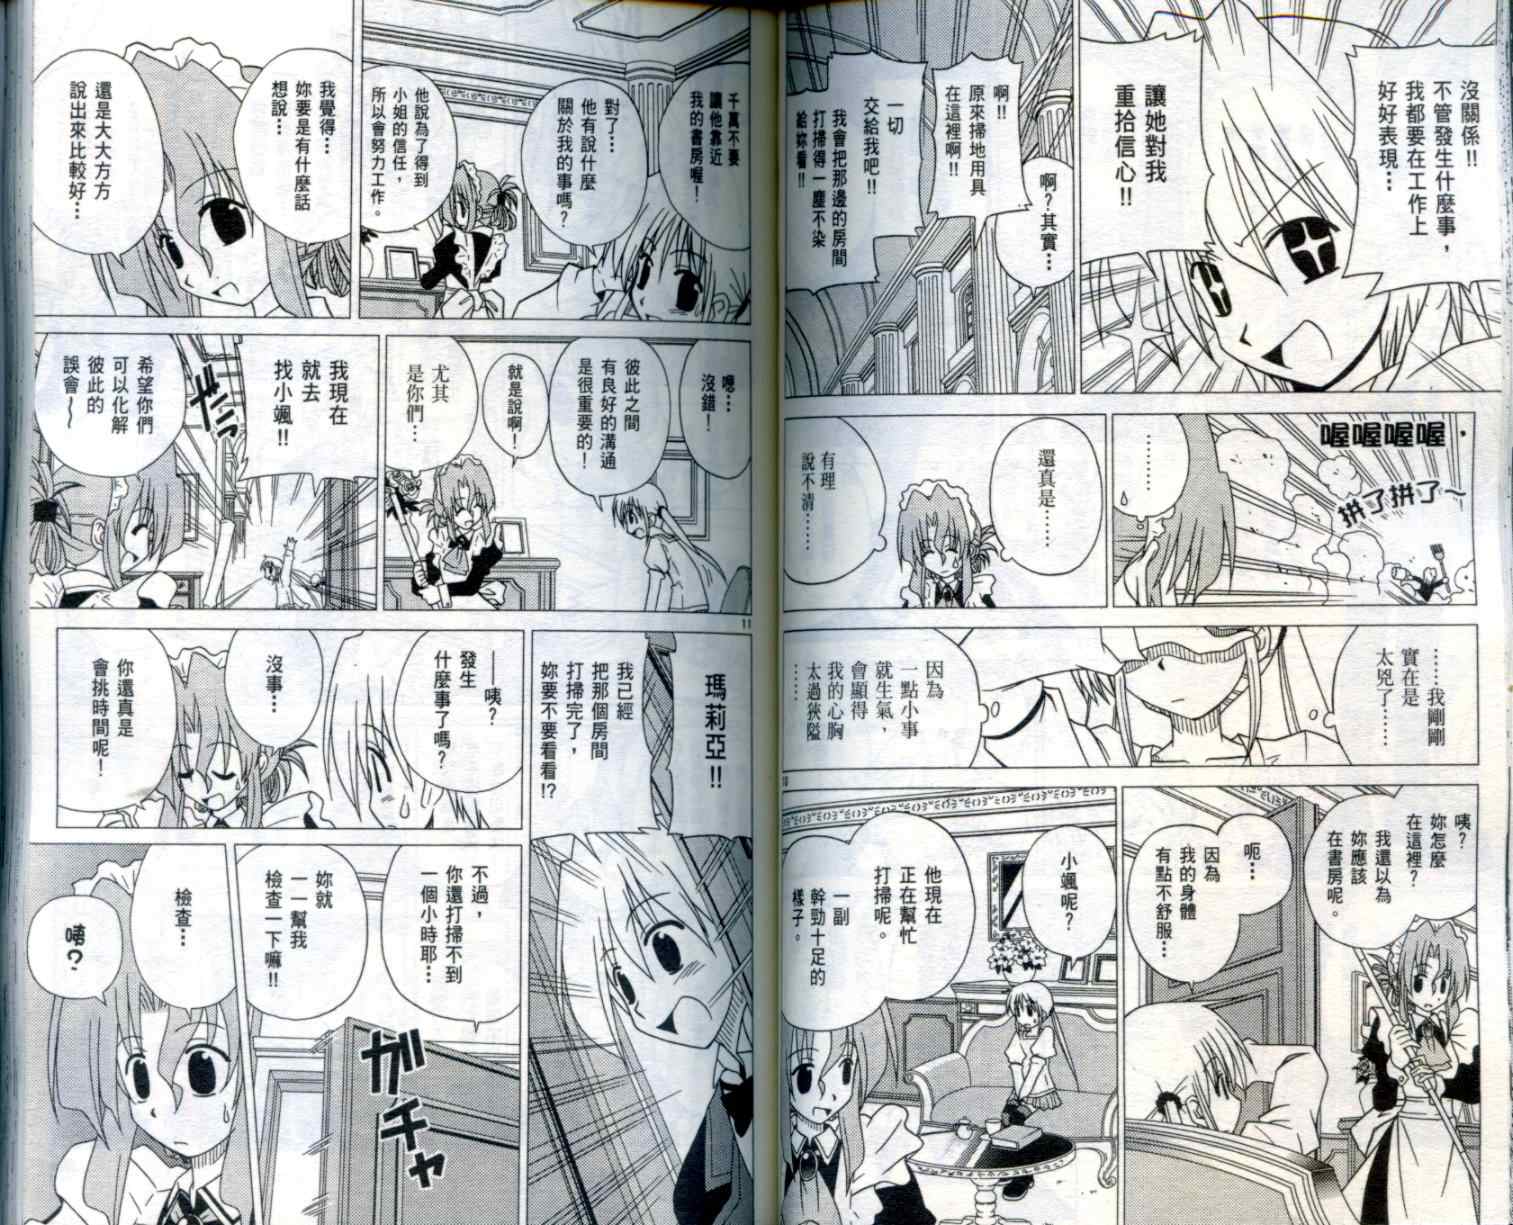 沒關係!!
不管發生什麼事，
我都要在工作上
好好表現…
讓她對我
重拾信心!!
啊？其實…
啊!!
原來掃地用具
在這裡啊!!
一切
交給我吧!!
我會把那邊的房間
打掃得一塵不染
給妳看!!
喔喔喔喔
拼了拼了～
………
還真是……
有理
說不清……
……我剛剛
實在是
太兇了……
因為
一點小事
就生氣，
會顯得
我的心胸
太過狹隘
……
咦？
妳怎麼
在這裡？
我還以為
妳應該
在書房呢。
呃…
因為
我的身體
有點不舒服…
小颯呢？
他現在
正在幫忙
打掃呢。
一副
幹勁十足的
樣子。
10
千萬不要
讓他靠近
我的書房喔！
對了…
他有說什麼
關於我的事嗎？
他說為了得到
小姐的信任，
所以會努力工作。
我覺得…
妳要是有什麼話
想說…
還是大大方方
說出來比較好…
嗯…
沒錯！
彼此之間
有良好的溝通
是很重要的！
就是說啊！
尤其
是你們…
我現在
就去
找小颯!!
希望你們
可以化解
彼此的
誤會～
11
瑪莉亞!!
我已經
把那個房間
打掃完了，
妳要不要看看!?
——咦？
發生
什麼事了嗎？
沒事…
你還真是
會挑時間呢！
不過，
你還打掃不到
一個小時耶…
妳就
一一幫我
檢查一下嘛!!
ガチャ
檢查…
咦？